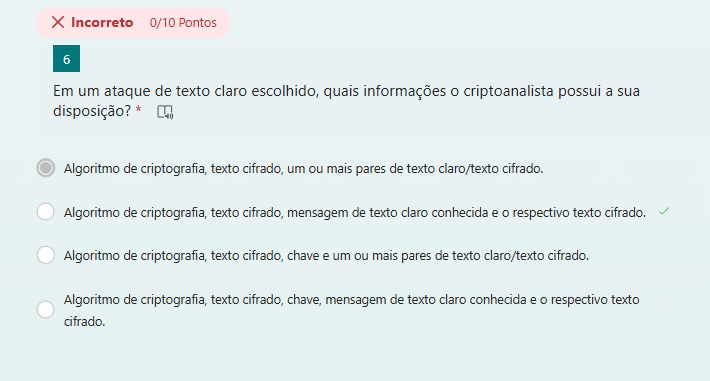 Incorreto 0/10 Pontos
6
Em um ataque de texto claro escolhido, quais informações o criptoanalista possui a sua
disposição? *
Algoritmo de criptografia, texto cifrado, um ou mais pares de texto claro/texto cifrado.
Algoritmo de criptografia, texto cifrado, mensagem de texto claro conhecida e o respectivo texto cifrado.
Algoritmo de criptografia, texto cifrado, chave e um ou mais pares de texto claro/texto cifrado.
Algoritmo de criptografia, texto cifrado, chave, mensagem de texto claro conhecida e o respectivo texto
cifrado.